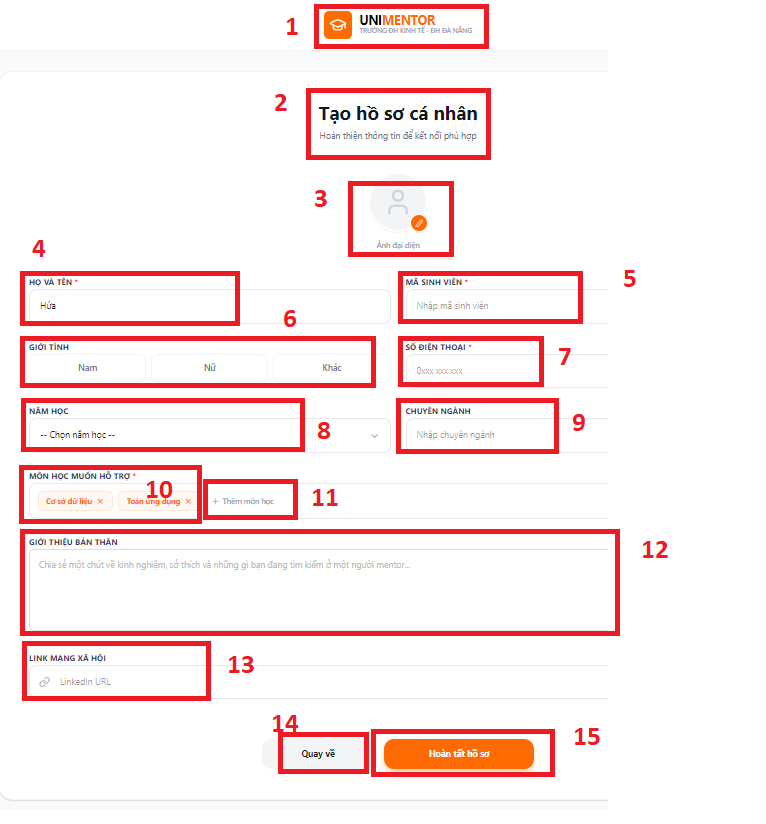 1
UNIMENTOR
TRƯỜNG ĐH KINH TẾ - ĐH ĐÀ NẴNG
2
Tạo hồ sơ cá nhân
Hoàn thiện thông tin để kết nối phù hợp
3
Ảnh đại diện
4
HỌ VÀ TÊN *
Hứa
MÃ SINH VIÊN *
Nhập mã sinh viên
5
6
GIỚI TÍNH
Nam Nữ Khác
SỐ ĐIỆN THOẠI *
0xxx xxx xxx
7
NĂM HỌC
-- Chọn năm học --
8
CHUYÊN NGÀNH
Nhập chuyên ngành
9
MÔN HỌC MUỐN HỖ TRỢ *
10
Cơ sở dữ liệu × Toán ứng dụng × + Thêm môn học
11
GIỚI THIỆU BẢN THÂN
Chia sẻ một chút về kinh nghiệm, sở thích và những gì bạn đang tìm kiếm ở một người mentor...
12
LINK MẠNG XÃ HỘI
LinkedIn URL
13
14
Quay về
Hoàn tất hồ sơ
15